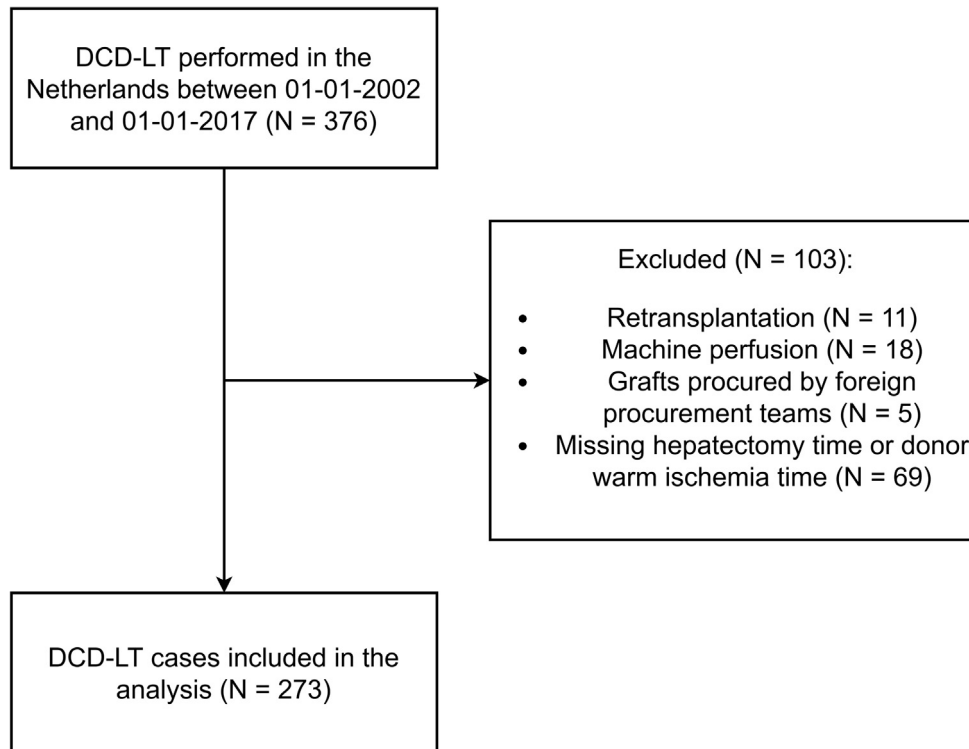 DCD-LT performed in the
Netherlands between 01-01-2002
and 01-01-2017 (N = 376)
Excluded (N = 103):
• Retransplantation (N = 11)
• Machine perfusion (N = 18)
• Grafts procured by foreign
procurement teams (N = 5)
• Missing hepatectomy time or donor
warm ischemia time (N = 69)
DCD-LT cases included in the
analysis (N = 273)